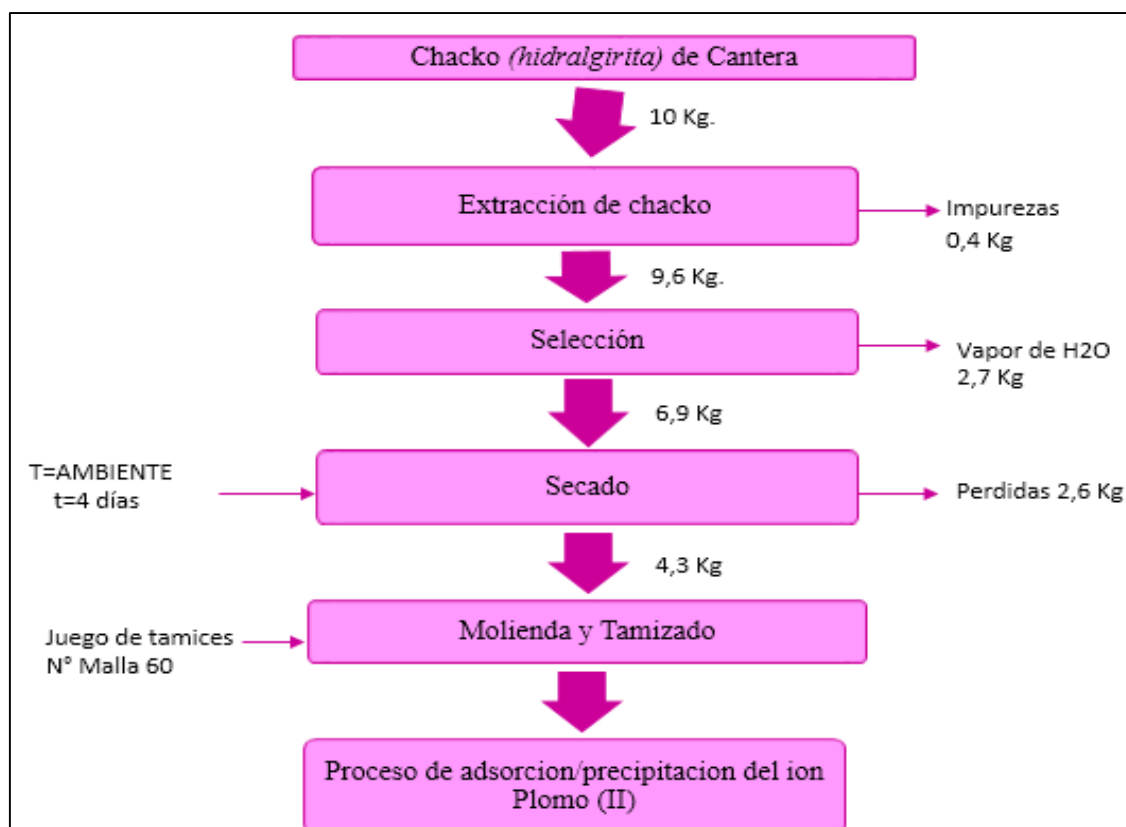 Chacko (hidralgirita) de Cantera
10 Kg.
Extracción de chacko
Impurezas
0,4 Kg
9,6 Kg.
Selección
Vapor de H2O
2,7 Kg
6,9 Kg
T=AMBIENTE
t=4 días
Secado
Perdidas 2,6 Kg
4,3 Kg
Juego de tamices
N° Malla 60
Molienda y Tamizado
Proceso de adsorcion/precipitacion del ion
Plomo (II)